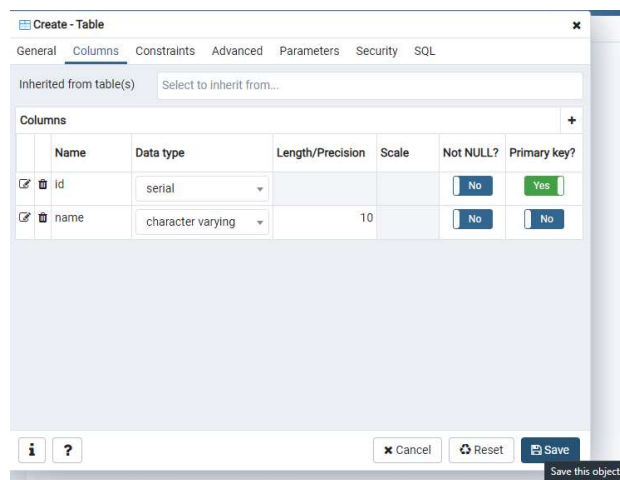 Create - Table
General Columns Constraints Advanced Parameters Security SQL
Inherited from table(s) Select to inherit from...
Columns
Name Data type Length/Precision Scale Not NULL? Primary key?
id serial No Yes
name character varying 10 No No
i ? Cancel Reset Save
Save this object